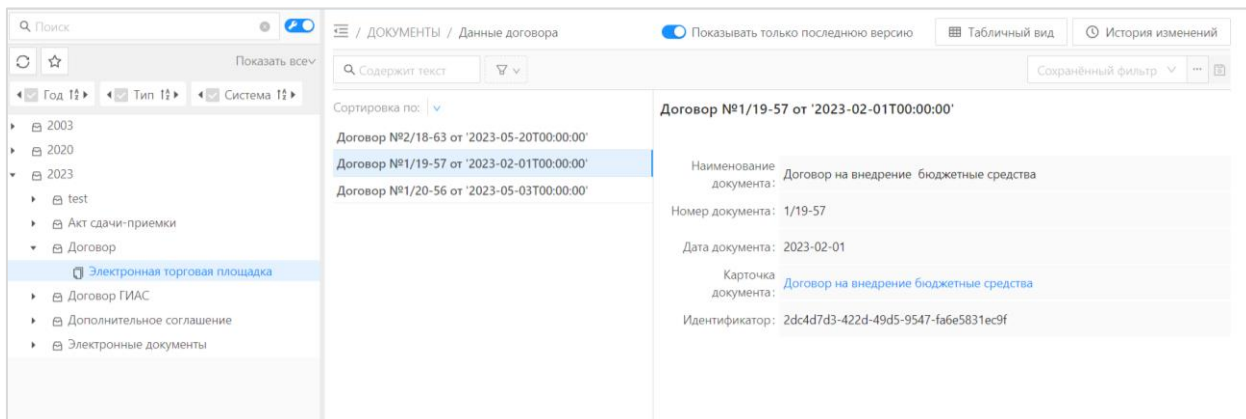 Поиск
Показать все
Год
Тип
Система
2003
2020
2023
test
Акт сдачи-приемки
Договор
Электронная торговая площадка
Договор ГИАС
Дополнительное соглашение
Электронные документы
/ ДОКУМЕНТЫ / Данные договора
Показывать только последнюю версию
Табличный вид
История изменений
Содержит текст
Сохранённый фильтр
Сортировка по:
Договор №2/18-63 от '2023-05-20T00:00:00'
Договор №1/19-57 от '2023-02-01T00:00:00'
Договор №1/20-56 от '2023-05-03T00:00:00'
Договор №1/19-57 от '2023-02-01T00:00:00'
Наименование документа: Договор на внедрение бюджетные средства
Номер документа: 1/19-57
Дата документа: 2023-02-01
Карточка документа: Договор на внедрение бюджетные средства
Идентификатор: 2dc4d7d3-422d-49d5-9547-fa6e5831ec9f